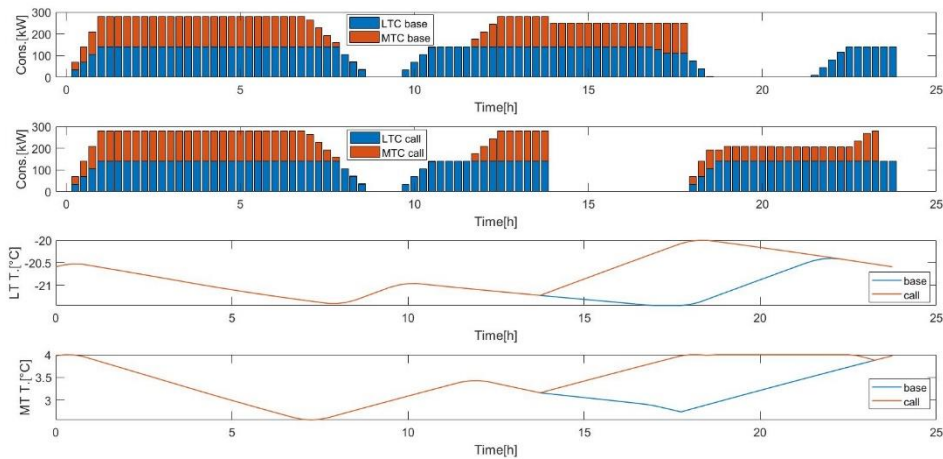 300
200
100
0
Cons.[kW]
LTC base
MTC base
0 5 10 15 20 25
Time[h]
300
200
100
0
Cons.[kW]
LTC call
MTC call
0 5 10 15 20 25
Time[h]
-20
-20.5
-21
LT T.[°C]
base
call
0 5 10 15 20 25
Time[h]
4
3.5
3
MT T.[°C]
base
call
0 5 10 15 20 25
Time[h]